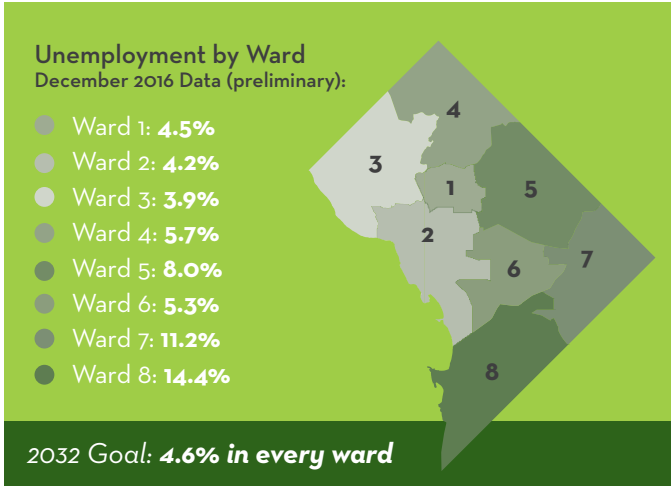 Unemployment by Ward
December 2016 Data (preliminary):
Ward 1: 4.5%
Ward 2: 4.2%
Ward 3: 3.9%
Ward 4: 5.7%
Ward 5: 8.0%
Ward 6: 5.3%
Ward 7: 11.2%
Ward 8: 14.4%
4
3
1
5
2
6
7
8
2032 Goal: 4.6% in every ward